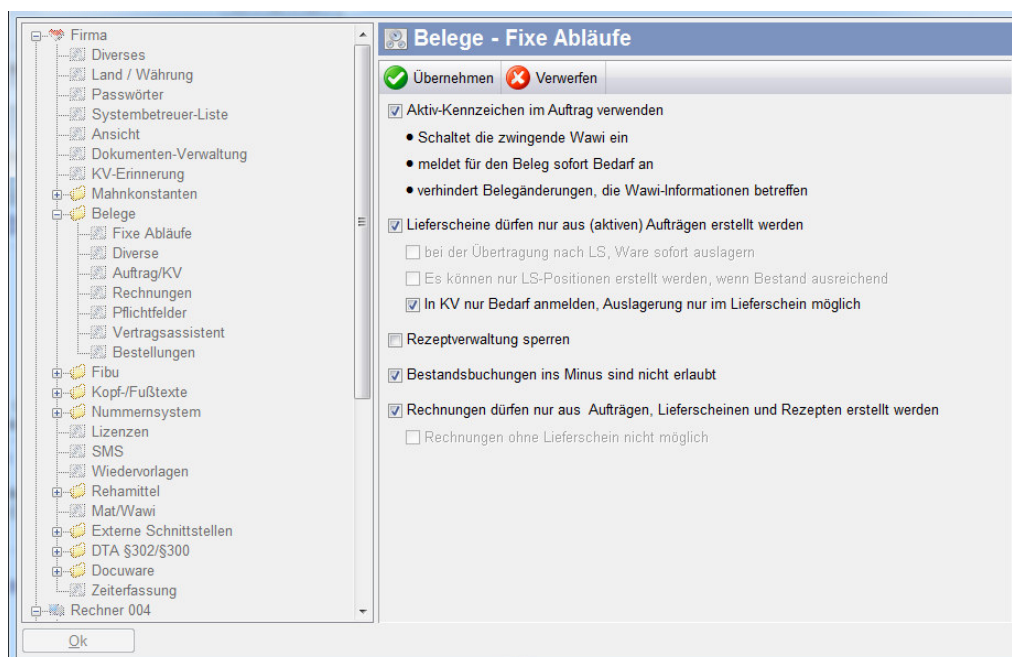 Firma
Diverses
Land / Währung
Passwörter
Systembetreuer-Liste
Ansicht
Dokumenten-Verwaltung
KV-Erinnerung
Mahnkonstanten
Belege
Fixe Abläufe
Diverse
Auftrag/KV
Rechnungen
Pflichtfelder
Vertragsassistent
Bestellungen
Fibu
Kopf-/Fußtexte
Nummernsystem
Lizenzen
SMS
Wiedervorlagen
Rehamittel
Mat/Wawi
Externe Schnittstellen
DTA §302/§300
Docuware
Zeiterfassung
Rechner 004
Ok
Belege - Fixe Abläufe
Übernehmen Verwerfen
Aktiv-Kennzeichen im Auftrag verwenden
• Schaltet die zwingende Wawi ein
• meldet für den Beleg sofort Bedarf an
• verhindert Belegänderungen, die Wawi-Informationen betreffen
Lieferscheine dürfen nur aus (aktiven) Aufträgen erstellt werden
bei der Übertragung nach LS, Ware sofort auslagern
Es können nur LS-Positionen erstellt werden, wenn Bestand ausreichend
In KV nur Bedarf anmelden, Auslagerung nur im Lieferschein möglich
Rezeptverwaltung sperren
Bestandsbuchungen ins Minus sind nicht erlaubt
Rechnungen dürfen nur aus Aufträgen, Lieferscheinen und Rezepten erstellt werden
Rechnungen ohne Lieferschein nicht möglich